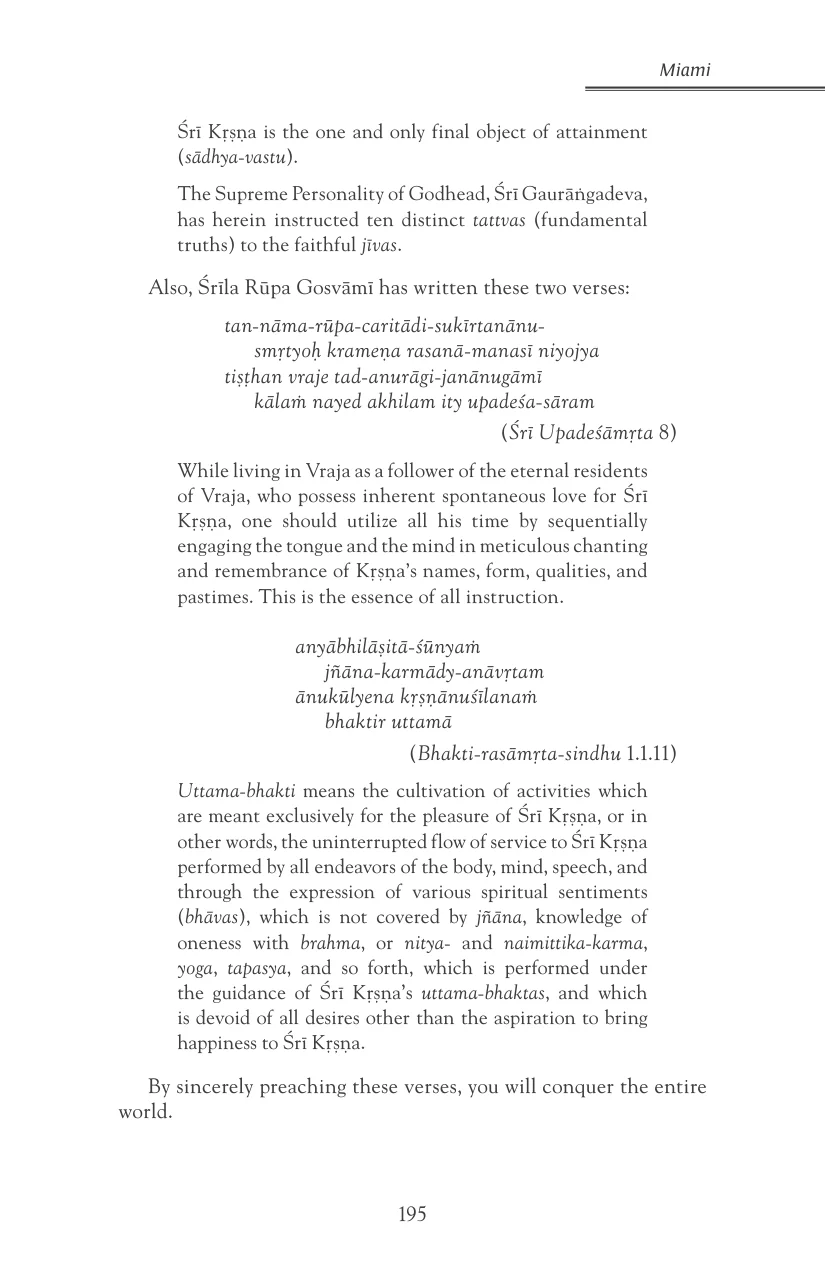 Miami
Śrī Kṛṣṇa is the one and only final object of attainment
(sādhya-vastu).
The Supreme Personality of Godhead, Śrī Gaurāṅgadeva,
has herein instructed ten distinct tattvas (fundamental
truths) to the faithful jīvas.
Also, Śrīla Rūpa Gosvāmī has written these two verses:
tan-nāma-rūpa-caritādi-sukīrtanānu-
smṛtyoḥ krameṇa rasanā-manasī niyojya
tiṣṭhan vraje tad-anurāgi-janānugāmī
kālaṁ nayed akhilam ity upadeśa-sāram
(Śrī Upadeśāmṛta 8)
While living in Vraja as a follower of the eternal residents
of Vraja, who possess inherent spontaneous love for Śrī
Kṛṣṇa, one should utilize all his time by sequentially
engaging the tongue and the mind in meticulous chanting
and remembrance of Kṛṣṇa’s names, form, qualities, and
pastimes. This is the essence of all instruction.
anyābhilāṣitā-śūnyaṁ
jñāna-karmādy-anāvṛtam
ānukūlyena kṛṣṇānuśīlanaṁ
bhaktir uttamā
(Bhakti-rasāmṛta-sindhu 1.1.11)
Uttama-bhakti means the cultivation of activities which
are meant exclusively for the pleasure of Śrī Kṛṣṇa, or in
other words, the uninterrupted flow of service to Śrī Kṛṣṇa
performed by all endeavors of the body, mind, speech, and
through the expression of various spiritual sentiments
(bhāvas), which is not covered by jñāna, knowledge of
oneness with brahma, or nitya- and naimittika-karma,
yoga, tapasya, and so forth, which is performed under
the guidance of Śrī Kṛṣṇa’s uttama-bhaktas, and which
is devoid of all desires other than the aspiration to bring
happiness to Śrī Kṛṣṇa.
By sincerely preaching these verses, you will conquer the entire
world.
195